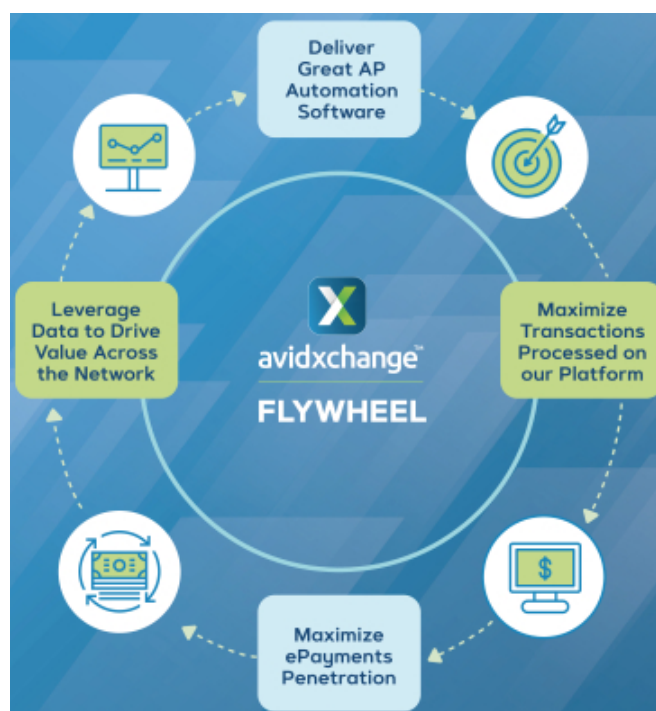 Deliver
Great AP
Automation
Software
Leverage
Data to Drive
Value Across
the Network
avidxchange℠
FLYWHEEL
Maximize
Transactions
Processed on
our Platform
$
Maximize
ePayments
Penetration